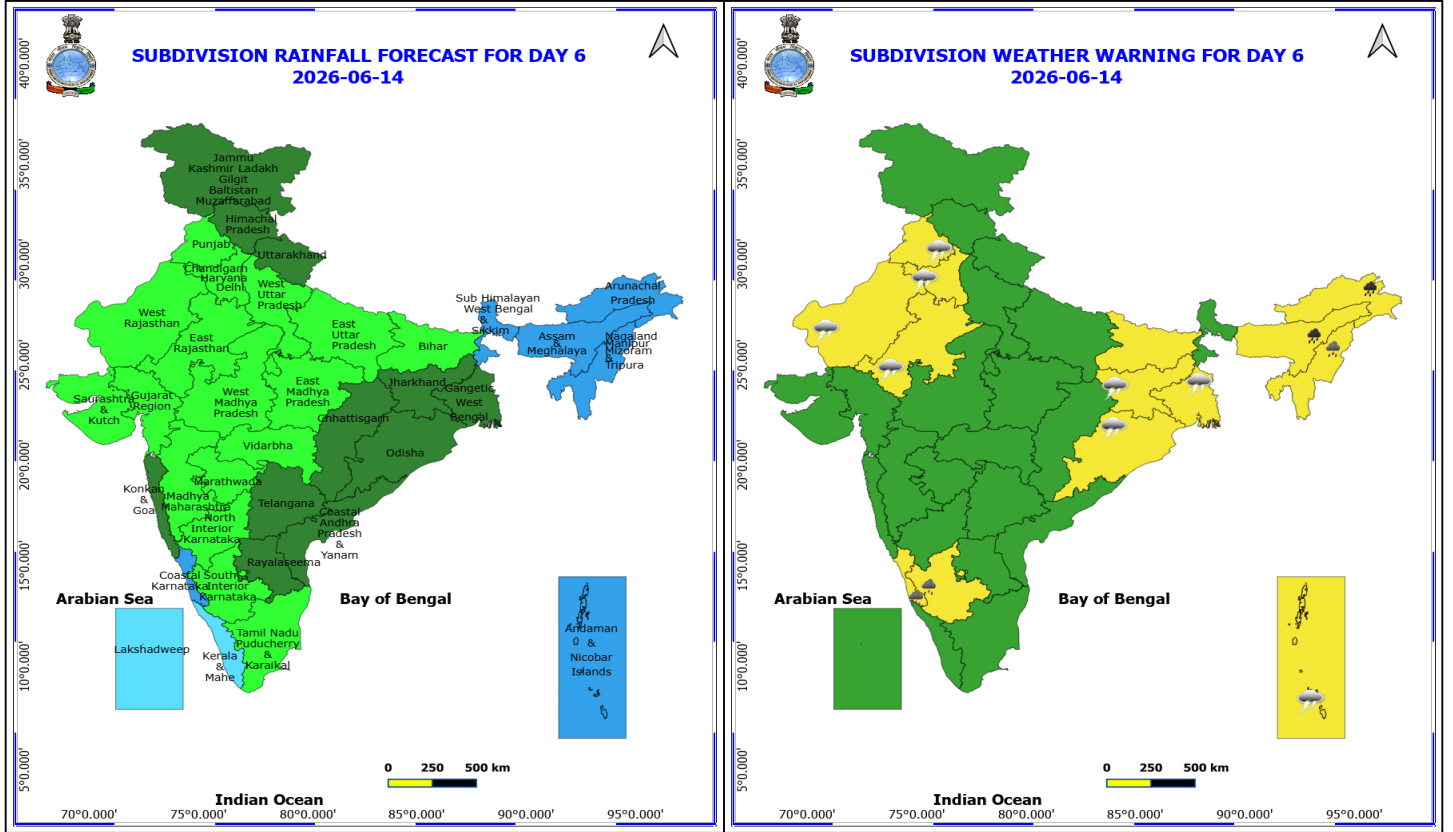 SUBDIVISION RAINFALL FORECAST FOR DAY 6
2026-06-14
40°0.000'
35°0.000'
30°0.000'
25°0.000'
20°0.000'
15°0.000'
10°0.000'
5°0.000'
Jammu
Kashmir Ladakh
Gilgit
Baltistan
Muzaffarabad
Himachal
Pradesh
Uttarakhand
Punjab
Chandigarh
Haryana
Delhi
West
Uttar
Pradesh
West
Rajasthan
East
Rajasthan
East
Uttar
Pradesh
Bihar
Sub Himalayan
West Bengal
&
Sikkim
Arunachal
Pradesh
Assam
&
Meghalaya
Nagaland
Manipur
Mizoram
&
Tripura
Saurashtra
&
Kutch
Gujarat
Region
West
Madhya
Pradesh
East
Madhya
Pradesh
Jharkhand
Gangetic
West
Bengal
Chhattisgarh
Odisha
Vidarbha
Marathwada
Madhya
Maharashtra
Konkan
&
Goa
Telangana
North
Interior
Karnataka
Coastal
Andhra
Pradesh
&
Yanam
Rayalaseema
Coastal
Karnataka
South
Interior
Karnataka
Tamil Nadu
Puducherry
&
Karaikal
Kerala
&
Mahe
Lakshadweep
Andaman
&
Nicobar
Islands
Arabian Sea
Bay of Bengal
Indian Ocean
0 250 500 km
70°0.000' 75°0.000' 80°0.000' 85°0.000' 90°0.000' 95°0.000'
SUBDIVISION WEATHER WARNING FOR DAY 6
2026-06-14
40°0.000'
35°0.000'
30°0.000'
25°0.000'
20°0.000'
15°0.000'
10°0.000'
5°0.000'
Arabian Sea
Bay of Bengal
Indian Ocean
0 250 500 km
70°0.000' 75°0.000' 80°0.000' 85°0.000' 90°0.000' 95°0.000'